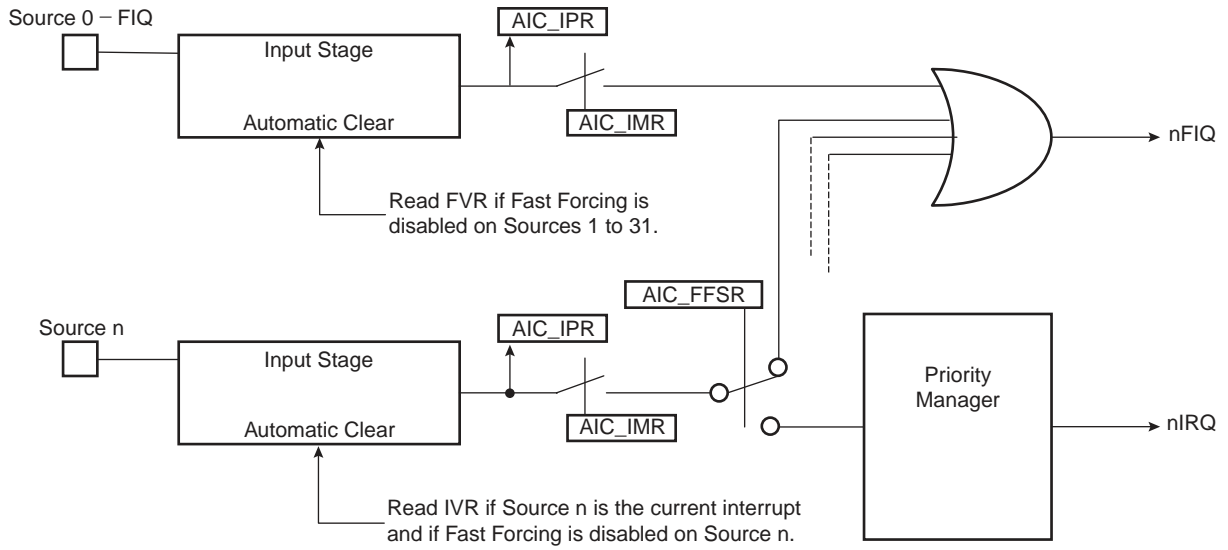 Source 0 – FIQ
AIC_IPR
Input Stage
Automatic Clear
AIC_IMR
nFIQ
Read FVR if Fast Forcing is
disabled on Sources 1 to 31.
AIC_FFSR
Source n
AIC_IPR
Input Stage
Automatic Clear
AIC_IMR
Priority
Manager
nIRQ
Read IVR if Source n is the current interrupt
and if Fast Forcing is disabled on Source n.